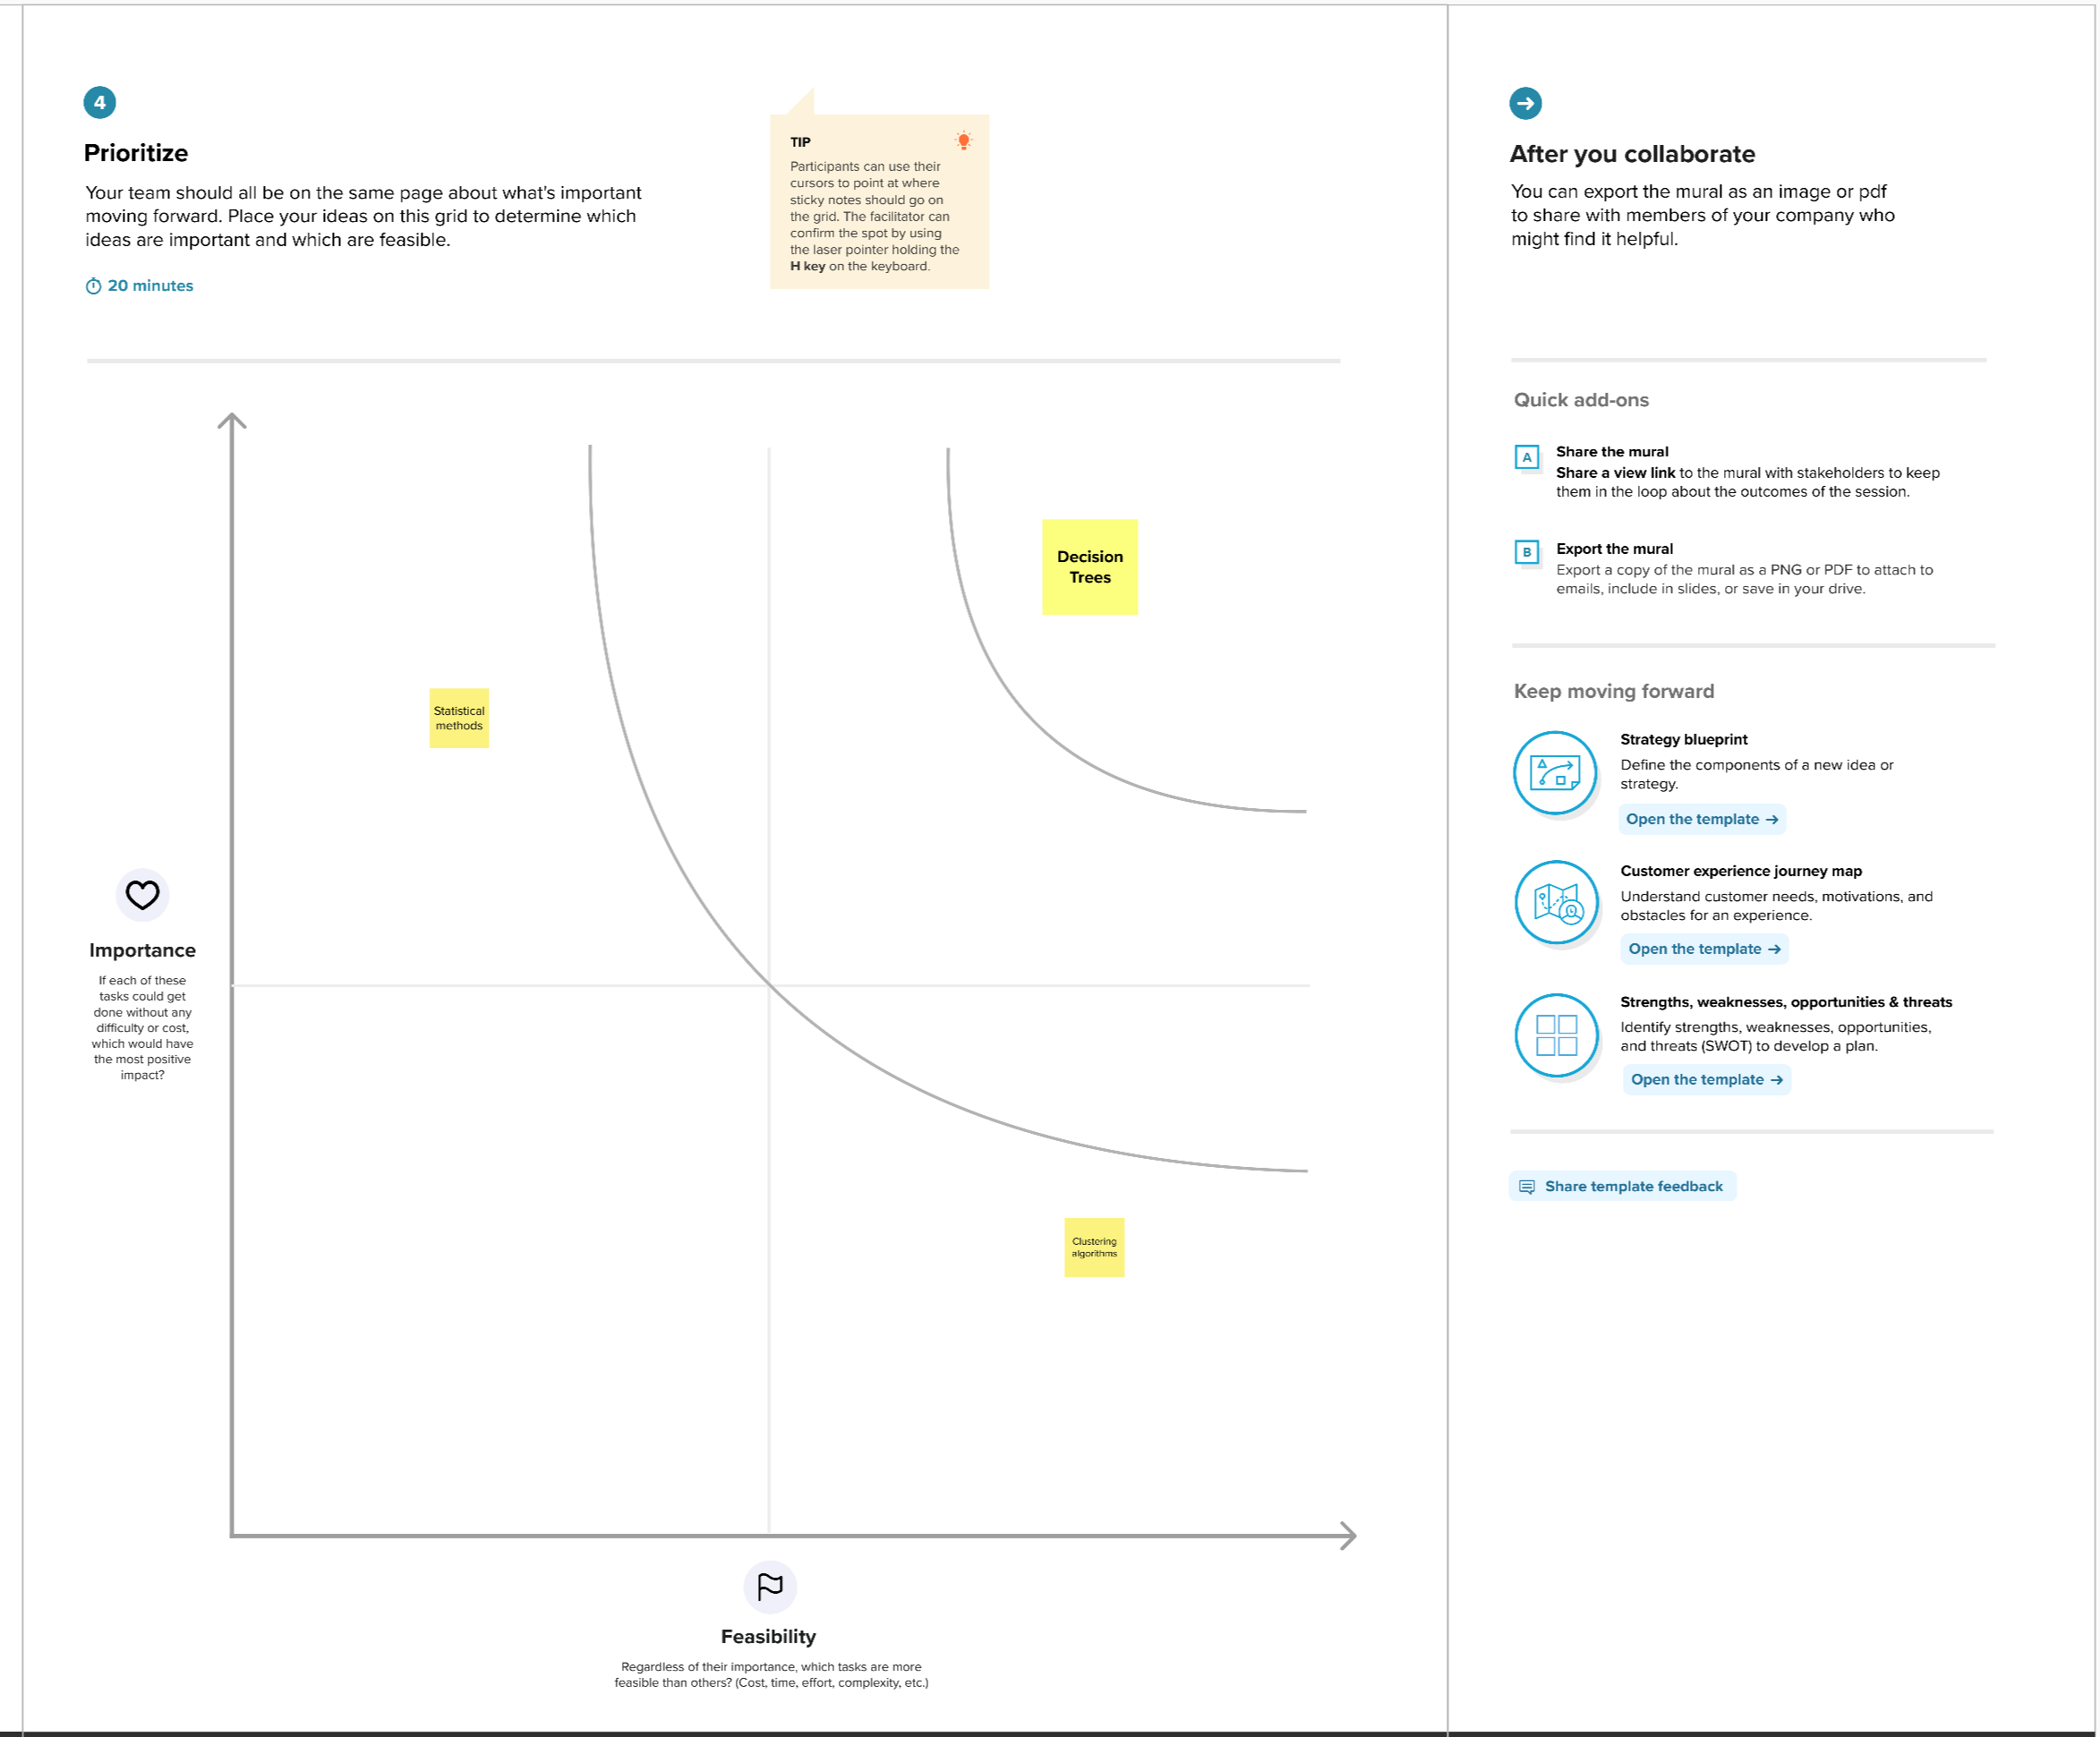 4
Prioritize
Your team should all be on the same page about what's important
moving forward. Place your ideas on this grid to determine which
ideas are important and which are feasible.
20 minutes
TIP
Participants can use their
cursors to point at where
sticky notes should go on
the grid. The facilitator can
confirm the spot by using
the laser pointer holding the
H key on the keyboard.
Decision
Trees
Statistical
methods
Importance
If each of these
tasks could get
done without any
difficulty or cost,
which would have
the most positive
impact?
Clustering
algorithms
Feasibility
Regardless of their importance, which tasks are more
feasible than others? (Cost, time, effort, complexity, etc.)
After you collaborate
You can export the mural as an image or pdf
to share with members of your company who
might find it helpful.
Quick add-ons
A
Share the mural
Share a view link to the mural with stakeholders to keep
them in the loop about the outcomes of the session.
B
Export the mural
Export a copy of the mural as a PNG or PDF to attach to
emails, include in slides, or save in your drive.
Keep moving forward
Strategy blueprint
Define the components of a new idea or
strategy.
Open the template →
Customer experience journey map
Understand customer needs, motivations, and
obstacles for an experience.
Open the template →
Strengths, weaknesses, opportunities & threats
Identify strengths, weaknesses, opportunities,
and threats (SWOT) to develop a plan.
Open the template →
Share template feedback